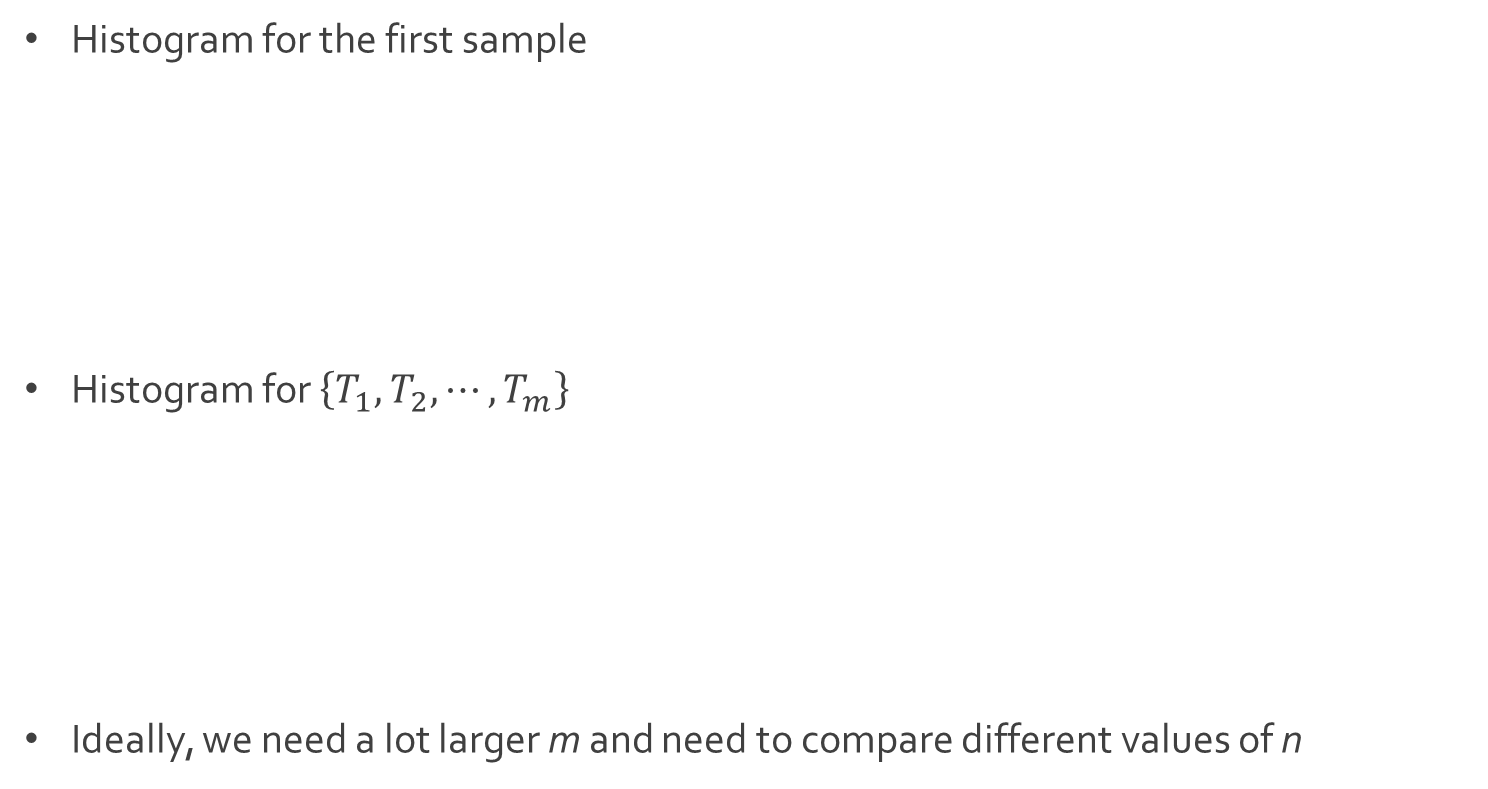 • Histogram for the first sample
• Histogram for {𝑇₁, 𝑇₂, ⋯ , 𝑇ₘ}
• Ideally, we need a lot larger m and need to compare different values of n